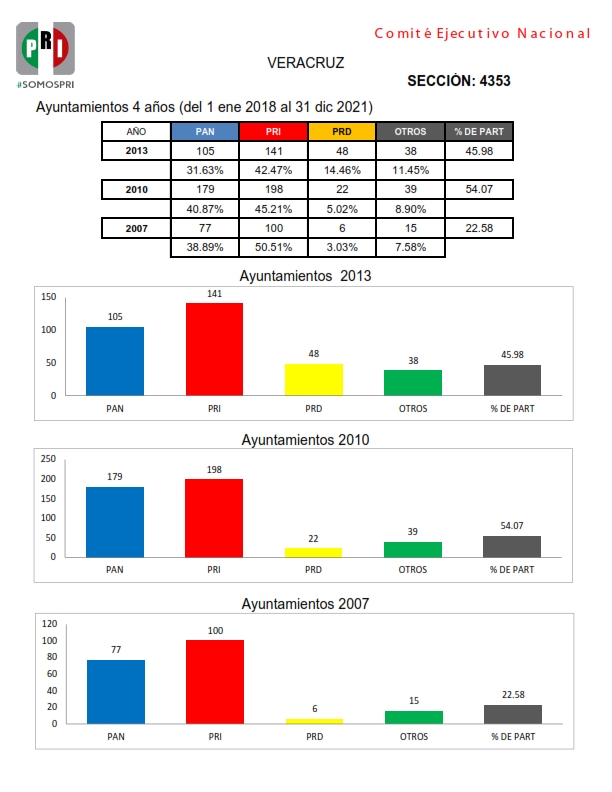 Comité Ejecutivo Nacional
PRI
#SOMOSPRI
VERACRUZ
SECCIÓN: 4353
Ayuntamientos 4 años (del 1 ene 2018 al 31 dic 2021)
AÑO PAN PRI PRD OTROS % DE PART
2013 105 141 48 38 45.98
31.63% 42.47% 14.46% 11.45%
2010 179 198 22 39 54.07
40.87% 45.21% 5.02% 8.90%
2007 77 100 6 15 22.58
38.89% 50.51% 3.03% 7.58%
Ayuntamientos 2013
150
100
50
0
105 141 48 38 45.98
PAN PRI PRD OTROS % DE PART
Ayuntamientos 2010
250
200
150
100
50
0
179 198 22 39 54.07
PAN PRI PRD OTROS % DE PART
Ayuntamientos 2007
120
100
80
60
40
20
0
77 100 6 15 22.58
PAN PRI PRD OTROS % DE PART